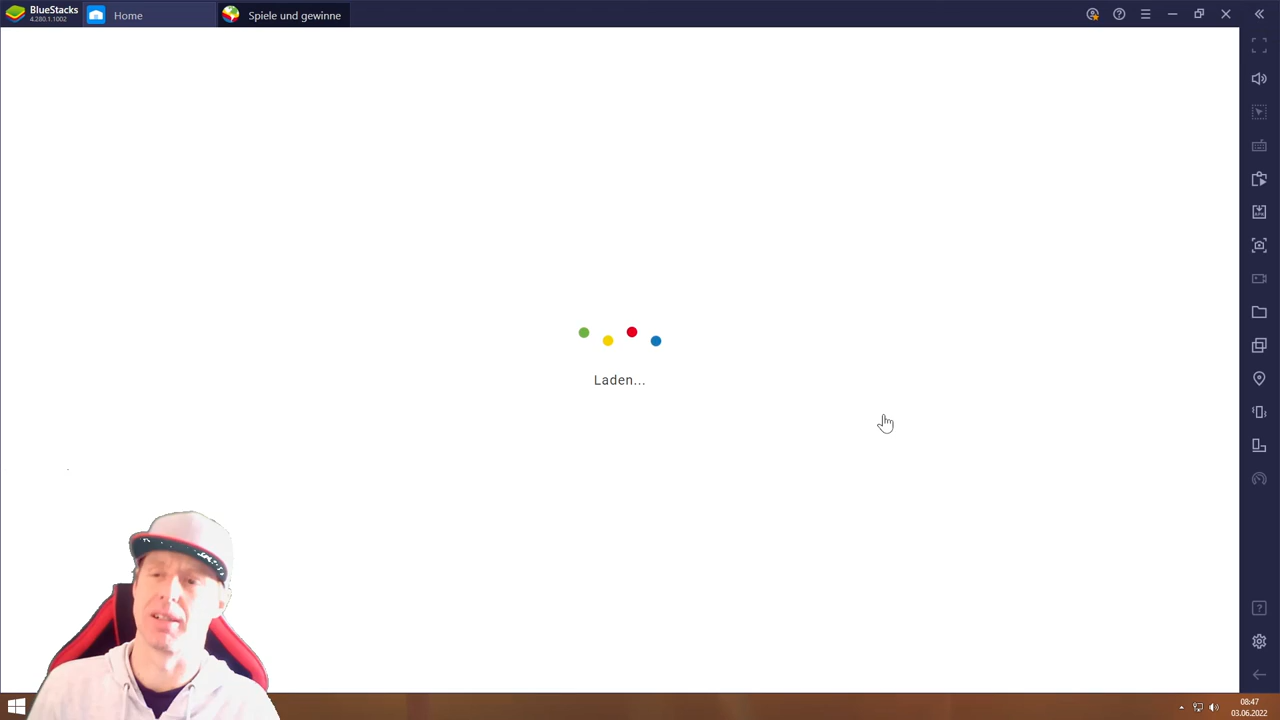 BlueStacks
4.280.1.1002
Home
Spiele und gewinne
Laden...
08:47
03.06.2022